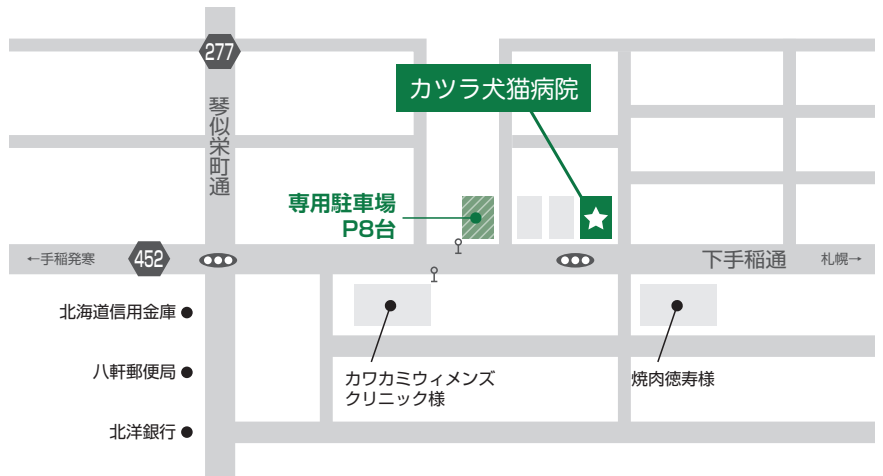 277
琴似栄町通
カツラ犬猫病院
専用駐車場
P8台
←手稲発寒
452
下手稲通
札幌→
北海道信用金庫
八軒郵便局
北洋銀行
カワカミウィメンズ
クリニック様
焼肉徳寿様